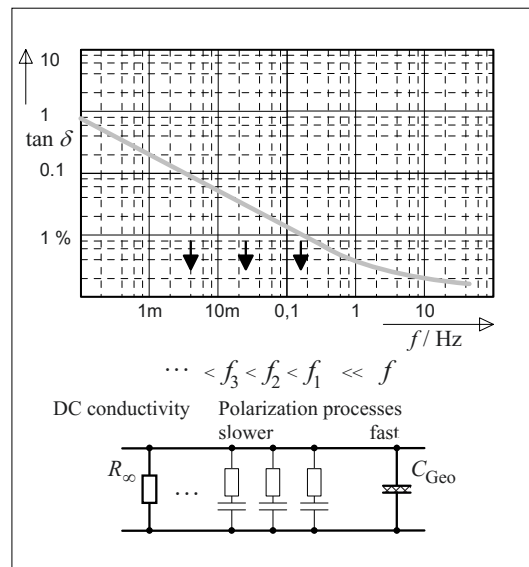 10
1
tan δ
0.1
1 %
1m 10m 0,1 1 10
f / Hz
··· < f3 < f2 < f1 << f
DC conductivity Polarization processes
slower fast
R∞ ··· CGeo